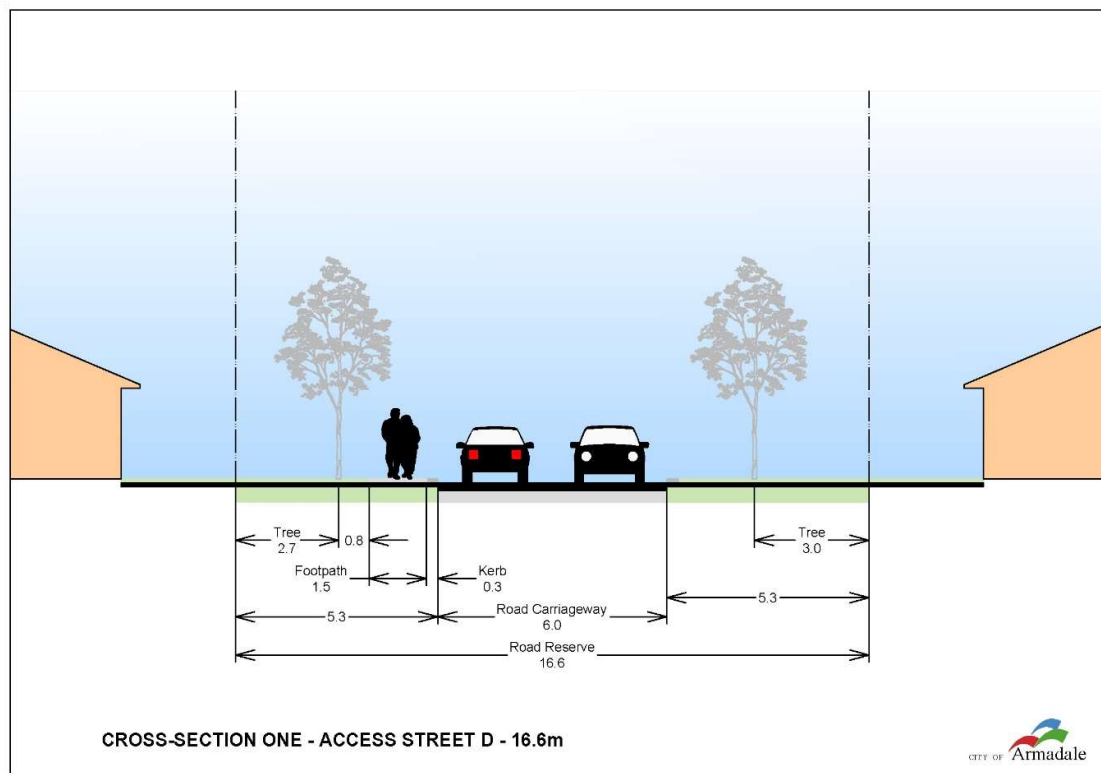 Tree
2.7
0.8
Tree
3.0
Footpath
1.5
Kerb
0.3
5.3
Road Carriageway
6.0
5.3
Road Reserve
16.6
CROSS-SECTION ONE - ACCESS STREET D - 16.6m
CITY OF Armadale